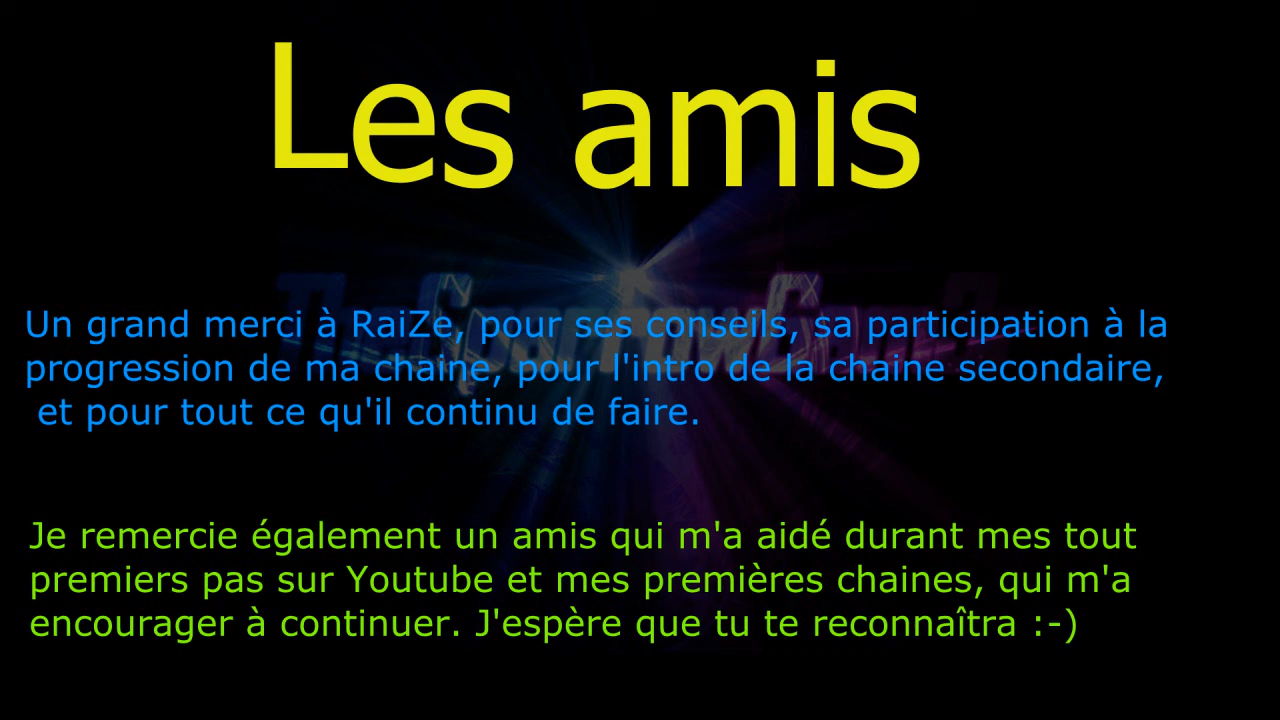 Les amis
Un grand merci à RaiZe, pour ses conseils, sa participation à la
progression de ma chaine, pour l'intro de la chaine secondaire,
et pour tout ce qu'il continu de faire.
Je remercie également un amis qui m'a aidé durant mes tout
premiers pas sur Youtube et mes premières chaines, qui m'a
encourager à continuer. J'espère que tu te reconnaîtra :-)